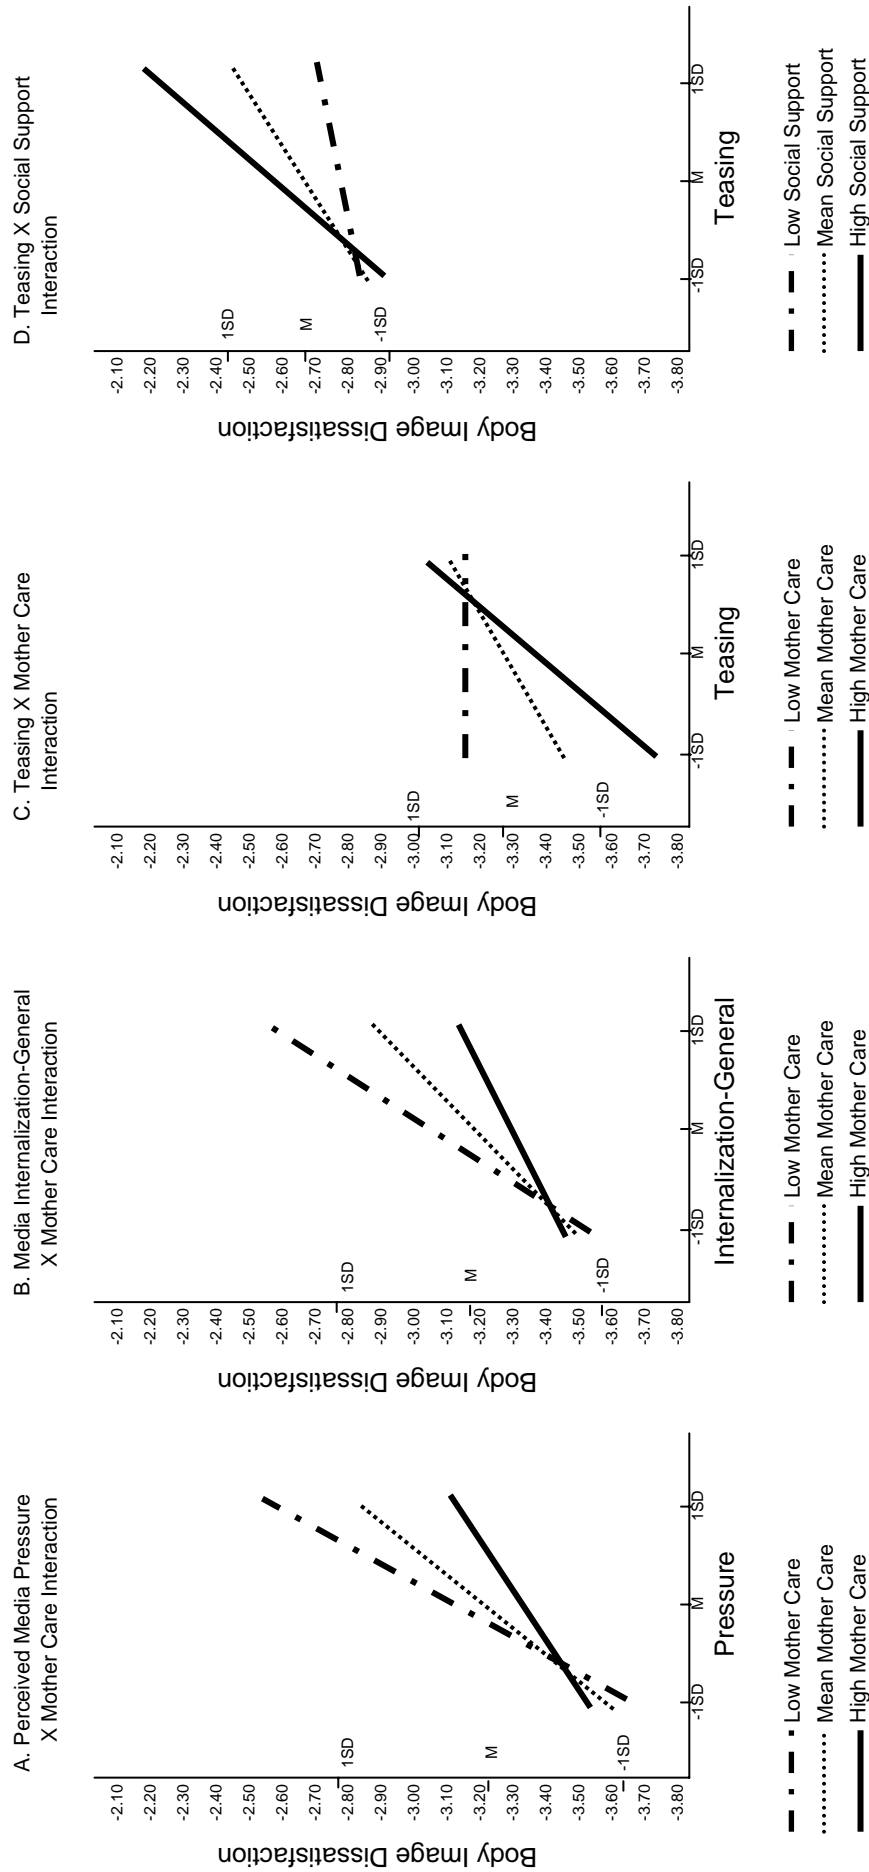 A. Perceived Media Pressure
X Mother Care Interaction
Body Image Dissatisfaction
-2.10
-2.20
-2.30
-2.40
-2.50
-2.60
-2.70
-2.80
-2.90
-3.00
-3.10
-3.20
-3.30
-3.40
-3.50
-3.60
-3.70
-3.80
1SD
M
-1SD
-1SD
M
1SD
Pressure
Low Mother Care
Mean Mother Care
High Mother Care
B. Media Internalization-General
X Mother Care Interaction
Body Image Dissatisfaction
-2.10
-2.20
-2.30
-2.40
-2.50
-2.60
-2.70
-2.80
-2.90
-3.00
-3.10
-3.20
-3.30
-3.40
-3.50
-3.60
-3.70
-3.80
1SD
M
-1SD
-1SD
M
1SD
Internalization-General
Low Mother Care
Mean Mother Care
High Mother Care
C. Teasing X Mother Care
Interaction
Body Image Dissatisfaction
-2.10
-2.20
-2.30
-2.40
-2.50
-2.60
-2.70
-2.80
-2.90
-3.00
-3.10
-3.20
-3.30
-3.40
-3.50
-3.60
-3.70
-3.80
1SD
M
-1SD
-1SD
M
1SD
Teasing
Low Mother Care
Mean Mother Care
High Mother Care
D. Teasing X Social Support
Interaction
Body Image Dissatisfaction
-2.10
-2.20
-2.30
-2.40
-2.50
-2.60
-2.70
-2.80
-2.90
-3.00
-3.10
-3.20
-3.30
-3.40
-3.50
-3.60
-3.70
-3.80
1SD
M
-1SD
-1SD
M
1SD
Teasing
Low Social Support
Mean Social Support
High Social Support